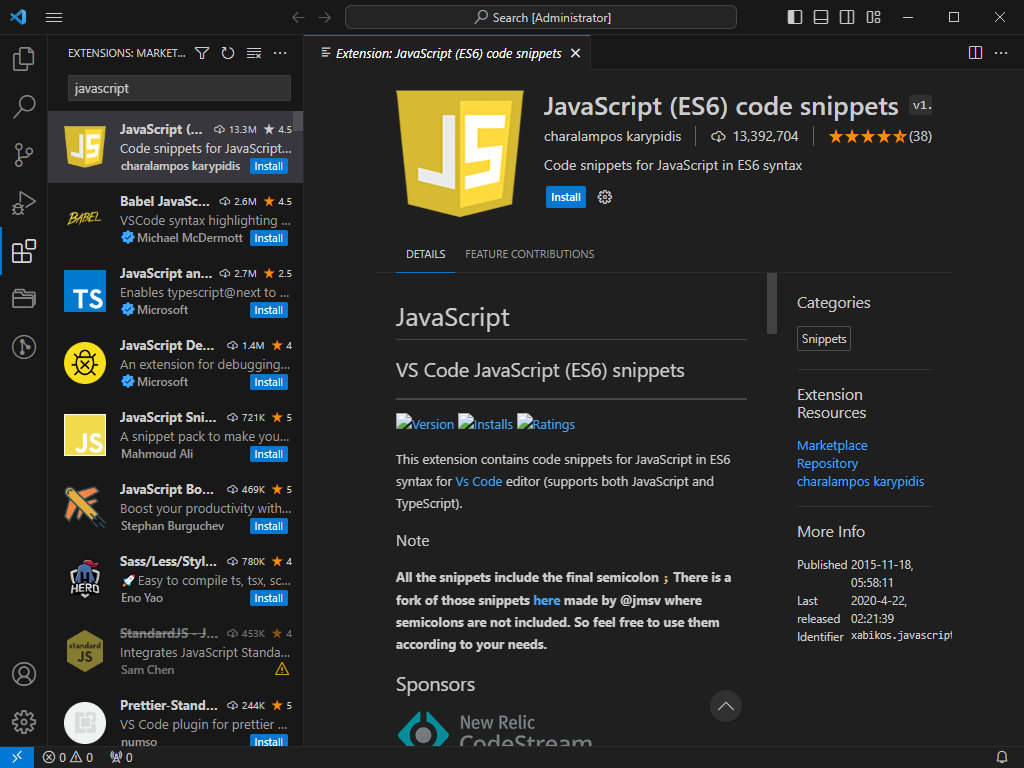 Search [Administrator]
EXTENSIONS: MARKET...
javascript
JavaScript (... 13.3M 4.5
Code snippets for JavaScript...
charalampos karypidis Install
BABEL
Babel JavaSc... 2.6M 4.5
VSCode syntax highlighting ...
Michael McDermott Install
TS
JavaScript an... 2.7M 2.5
Enables typescript@next to ...
Microsoft Install
JavaScript De... 1.4M 4
An extension for debugging...
Microsoft Install
JS
JavaScript Sni... 721K 5
A snippet pack to make you...
Mahmoud Ali Install
JavaScript Bo... 469K 5
Boost your productivity with...
Stephan Burguchev Install
HERO
Sass/Less/Styl... 780K 4
🚀 Easy to compile ts, tsx, sc...
Eno Yao Install
standard
JS
StandardJS - J... 453K 4
Integrates JavaScript Standa...
Sam Chen
Prettier-Stand... 244K 5
VS Code plugin for prettier ...
numso Install
Extension: JavaScript (ES6) code snippets
JS
JavaScript (ES6) code snippets v1.
charalampos karypidis 13,392,704 (38)
Code snippets for JavaScript in ES6 syntax
Install
DETAILS FEATURE CONTRIBUTIONS
JavaScript
VS Code JavaScript (ES6) snippets
Version Installs Ratings
This extension contains code snippets for JavaScript in ES6
syntax for Vs Code editor (supports both JavaScript and
TypeScript).
Note
All the snippets include the final semicolon ; There is a
fork of those snippets here made by @jmsv where
semicolons are not included. So feel free to use them
according to your needs.
Sponsors
New Relic
CodeStream
Categories
Snippets
Extension
Resources
Marketplace
Repository
charalampos karypidis
More Info
Published 2015-11-18,
05:58:11
Last 2020-4-22,
released 02:21:39
Identifier xabikos.javascript
0 0 0